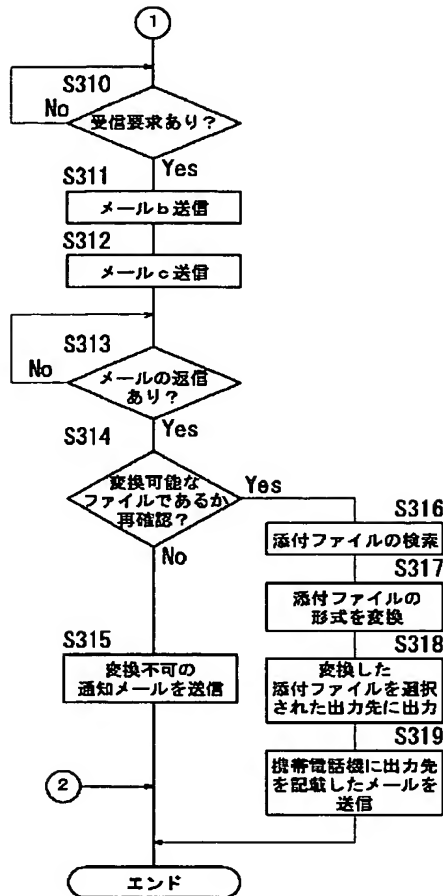 1
S310
No
受信要求あり?
Yes
S311
メールb送信
S312
メールc送信
S313
No
メールの返信
あり?
S314
Yes
変換可能な
ファイルであるか
再確認?
Yes
No
S316
添付ファイルの検索
S317
添付ファイルの
形式を変換
S315
変換不可の
通知メールを送信
S318
変換した
添付ファイルを選択
された出力先に出力
S319
携帯電話機に出力先
を記載したメールを
送信
2
エンド